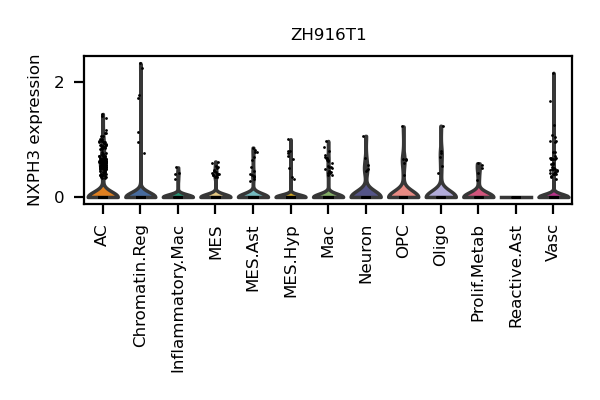 ZH916T1
NXPH3 expression
2
0
AC
Chromatin.Reg
Inflammatory.Mac
MES
MES.Ast
MES.Hyp
Mac
Neuron
OPC
Oligo
Prolif.Metab
Reactive.Ast
Vasc